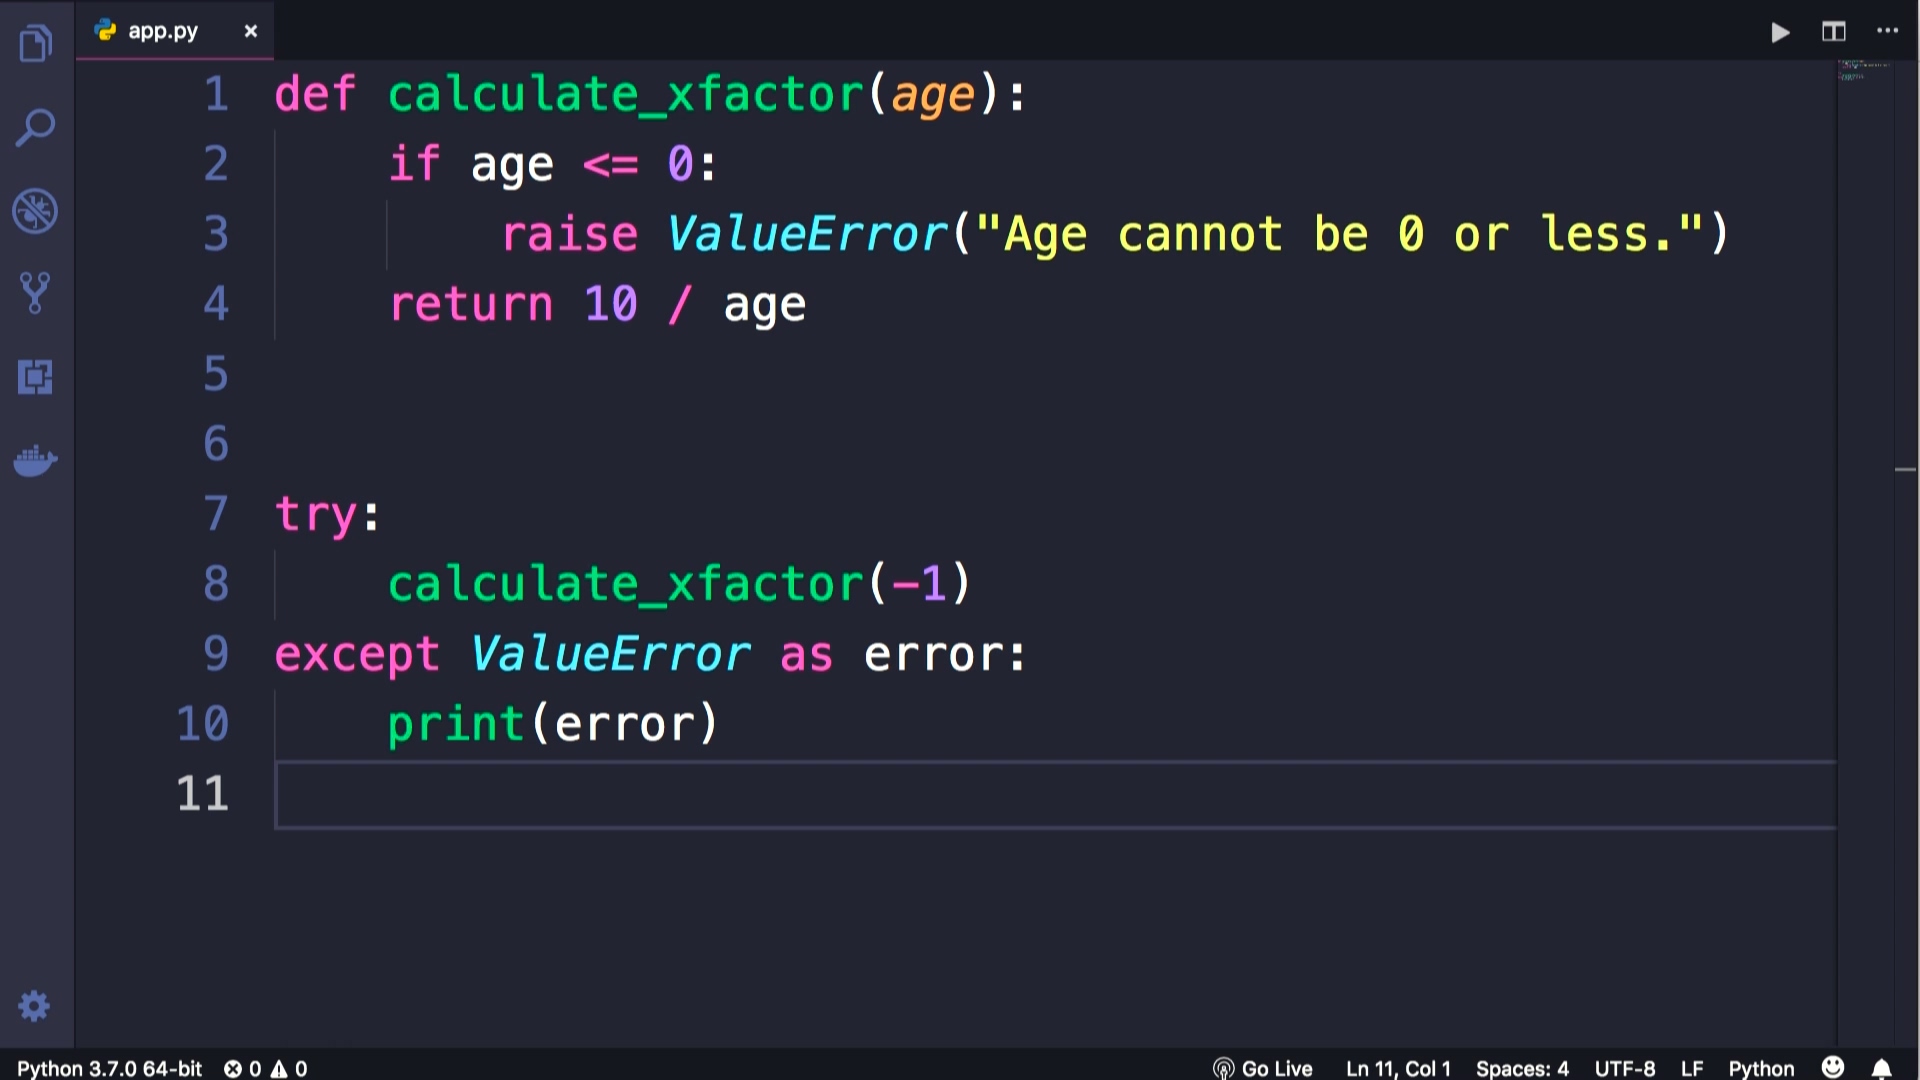 app.py ×
1 def calculate_xfactor(age):
2     if age <= 0:
3         raise ValueError("Age cannot be 0 or less.")
4     return 10 / age
5
6
7 try:
8     calculate_xfactor(-1)
9 except ValueError as error:
10     print(error)
11
Python 3.7.0 64-bit 0 0 Go Live Ln 11, Col 1 Spaces: 4 UTF-8 LF Python